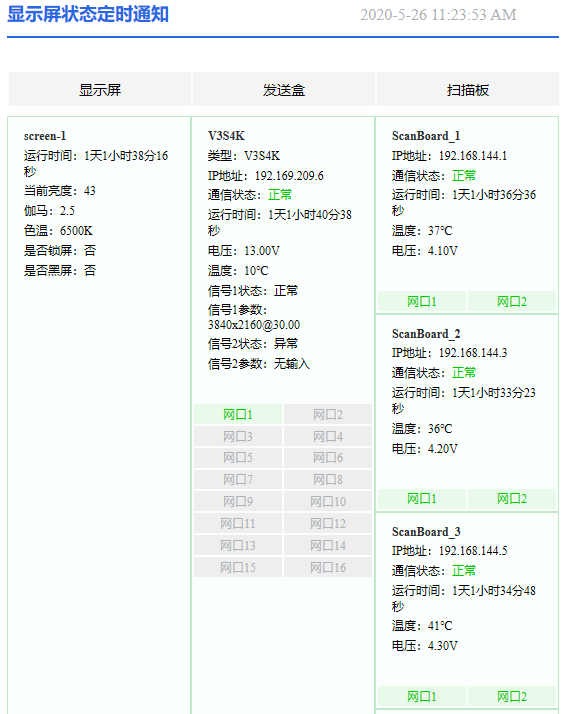 显示屏状态定时通知
2020-5-26 11:23:53 AM
显示屏
发送盒
扫描板
screen-1
运行时间：1天1小时38分16
秒
当前亮度：43
伽马：2.5
色温：6500K
是否锁屏：否
是否黑屏：否
V3S4K
类型：V3S4K
IP地址：192.169.209.6
通信状态：正常
运行时间：1天1小时40分38
秒
电压：13.00V
温度：10℃
信号1状态：正常
信号1参数：
3840x2160@30.00
信号2状态：异常
信号2参数：无输入
网口1
网口2
网口3
网口4
网口5
网口6
网口7
网口8
网口9
网口10
网口11
网口12
网口13
网口14
网口15
网口16
ScanBoard_1
IP地址：192.168.144.1
通信状态：正常
运行时间：1天1小时36分36
秒
温度：37℃
电压：4.10V
网口1
网口2
ScanBoard_2
IP地址：192.168.144.3
通信状态：正常
运行时间：1天1小时33分23
秒
温度：36℃
电压：4.20V
网口1
网口2
ScanBoard_3
IP地址：192.168.144.5
通信状态：正常
运行时间：1天1小时34分48
秒
温度：41℃
电压：4.30V
网口1
网口2